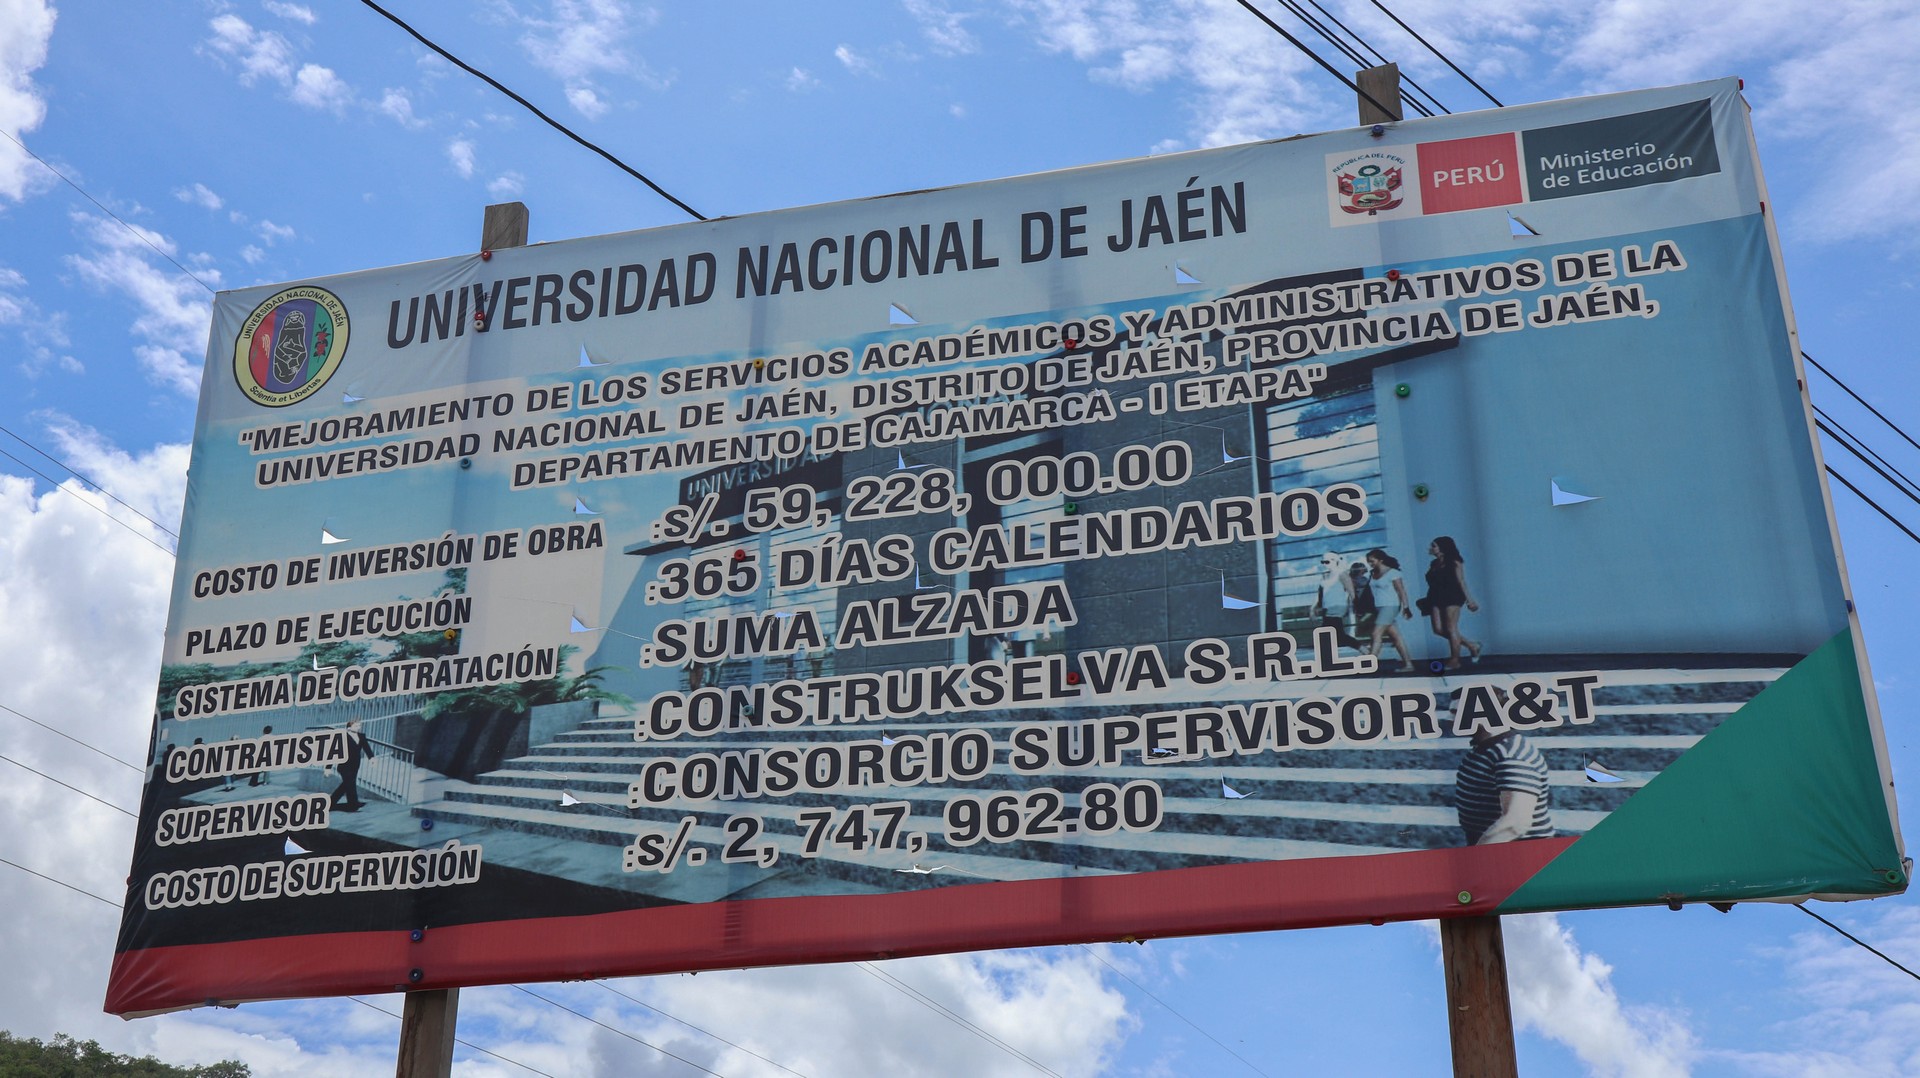 UNIVERSIDAD NACIONAL DE JAÉN
REPÚBLICA DEL PERÚ
PERÚ
Ministerio
de Educación
UNIVERSIDAD NACIONAL DE JAÉN
Scientia et Libertas
"MEJORAMIENTO DE LOS SERVICIOS ACADÉMICOS Y ADMINISTRATIVOS DE LA
UNIVERSIDAD NACIONAL DE JAÉN, DISTRITO DE JAÉN, PROVINCIA DE JAÉN,
DEPARTAMENTO DE CAJAMARCA - I ETAPA"
UNIVERSIDAD
COSTO DE INVERSIÓN DE OBRA :S/. 59, 228, 000.00
PLAZO DE EJECUCIÓN :365 DÍAS CALENDARIOS
SISTEMA DE CONTRATACIÓN :SUMA ALZADA
CONTRATISTA :CONSTRUKSELVA S.R.L.
SUPERVISOR :CONSORCIO SUPERVISOR A&T
COSTO DE SUPERVISIÓN :S/. 2, 747, 962.80